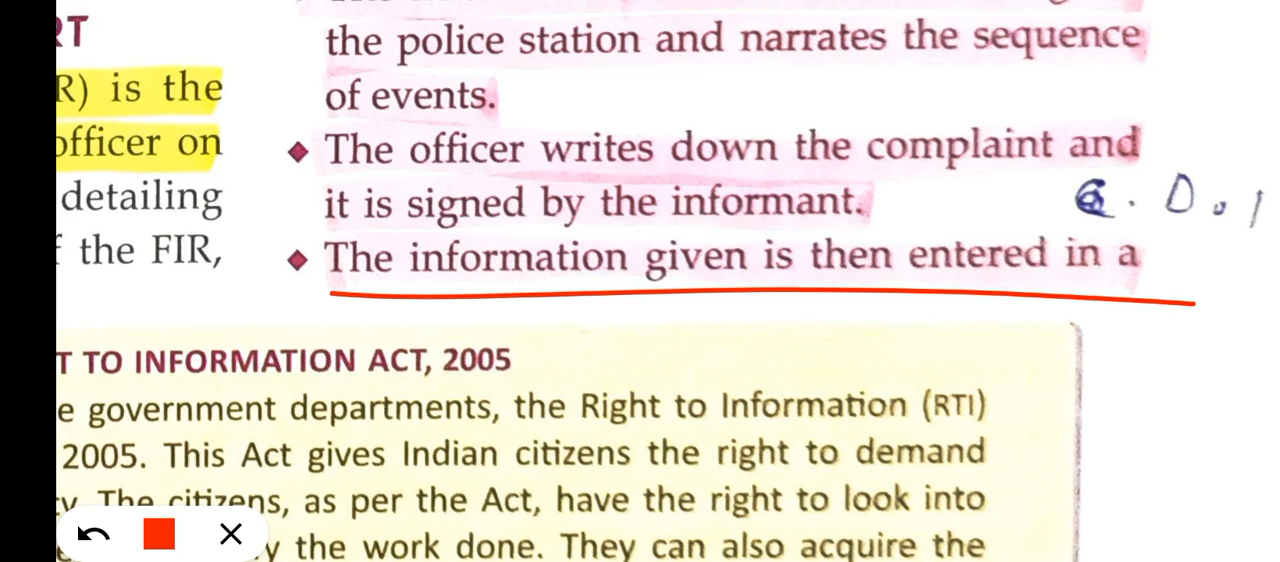 RT
R) is the
officer on
detailing
f the FIR,
the police station and narrates the sequence
of events.
The officer writes down the complaint and
it is signed by the informant.
The information given is then entered in a
T TO INFORMATION ACT, 2005
e government departments, the Right to Information (RTI)
2005. This Act gives Indian citizens the right to demand
y. The citizens, as per the Act, have the right to look into
y the work done. They can also acquire the